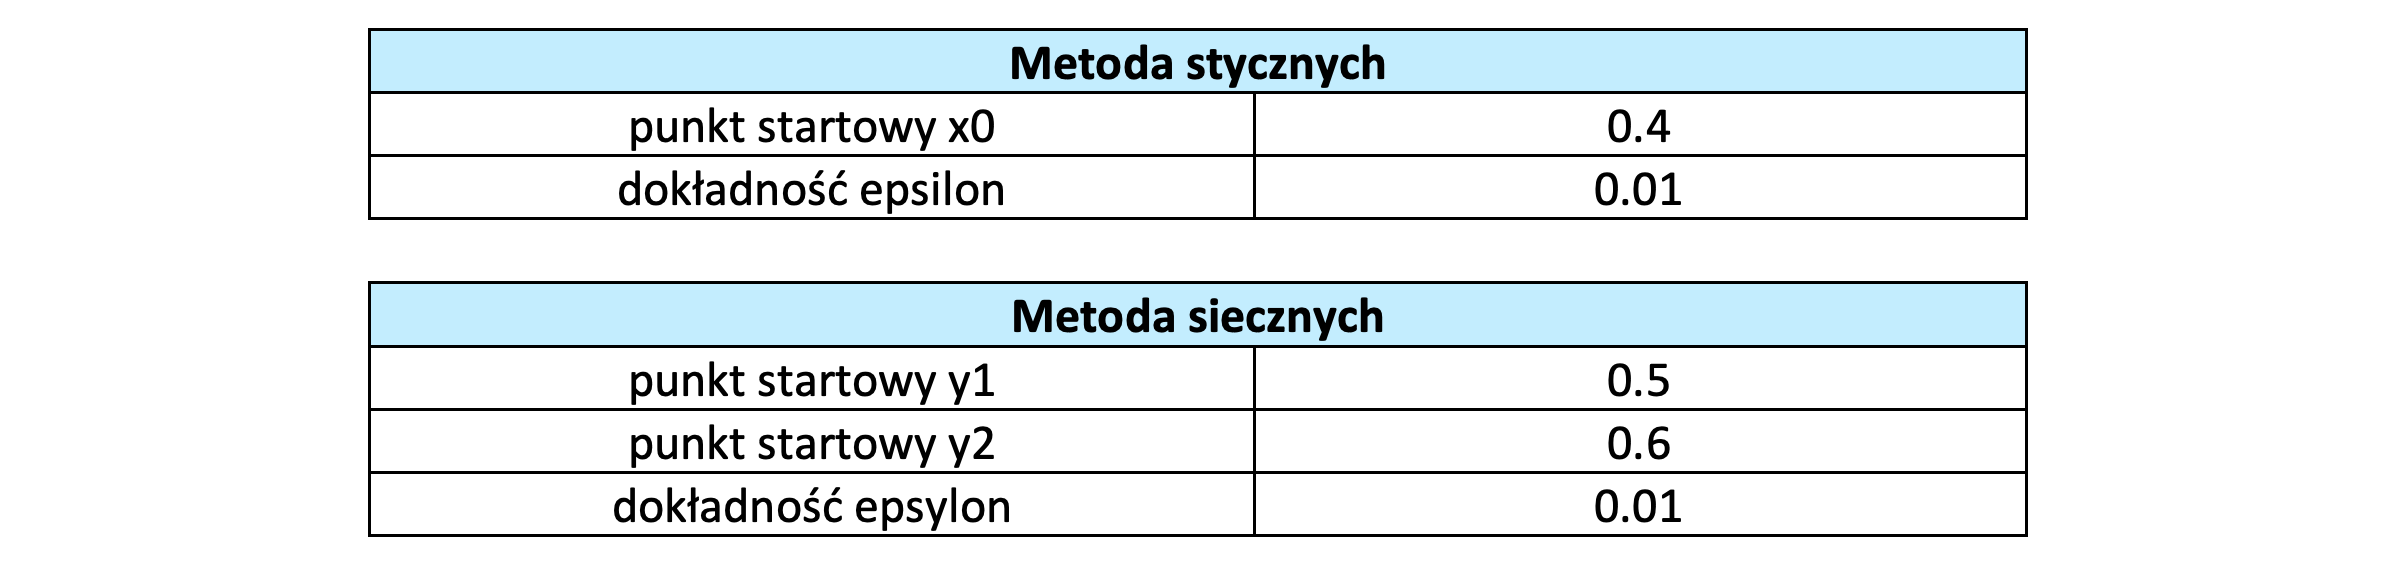 Metoda stycznych
punkt startowy x0 0.4
dokładność epsilon 0.01
Metoda siecznych
punkt startowy y1 0.5
punkt startowy y2 0.6
dokładność epsylon 0.01